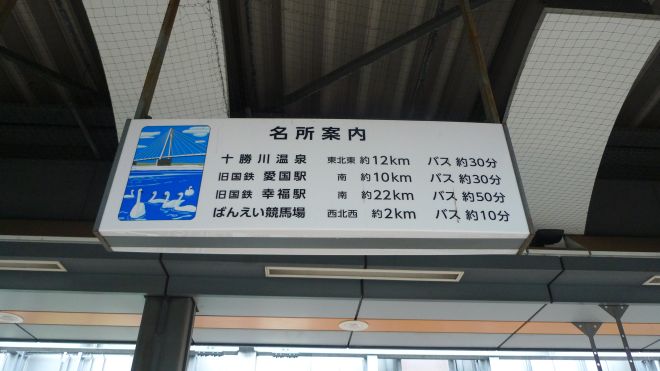 名所案内
十勝川温泉 東北東 約12km バス 約30分
旧国鉄 愛国駅 南 約10km バス 約30分
旧国鉄 幸福駅 南 約22km バス 約50分
ばんえい競馬場 西北西 約2km バス 約10分